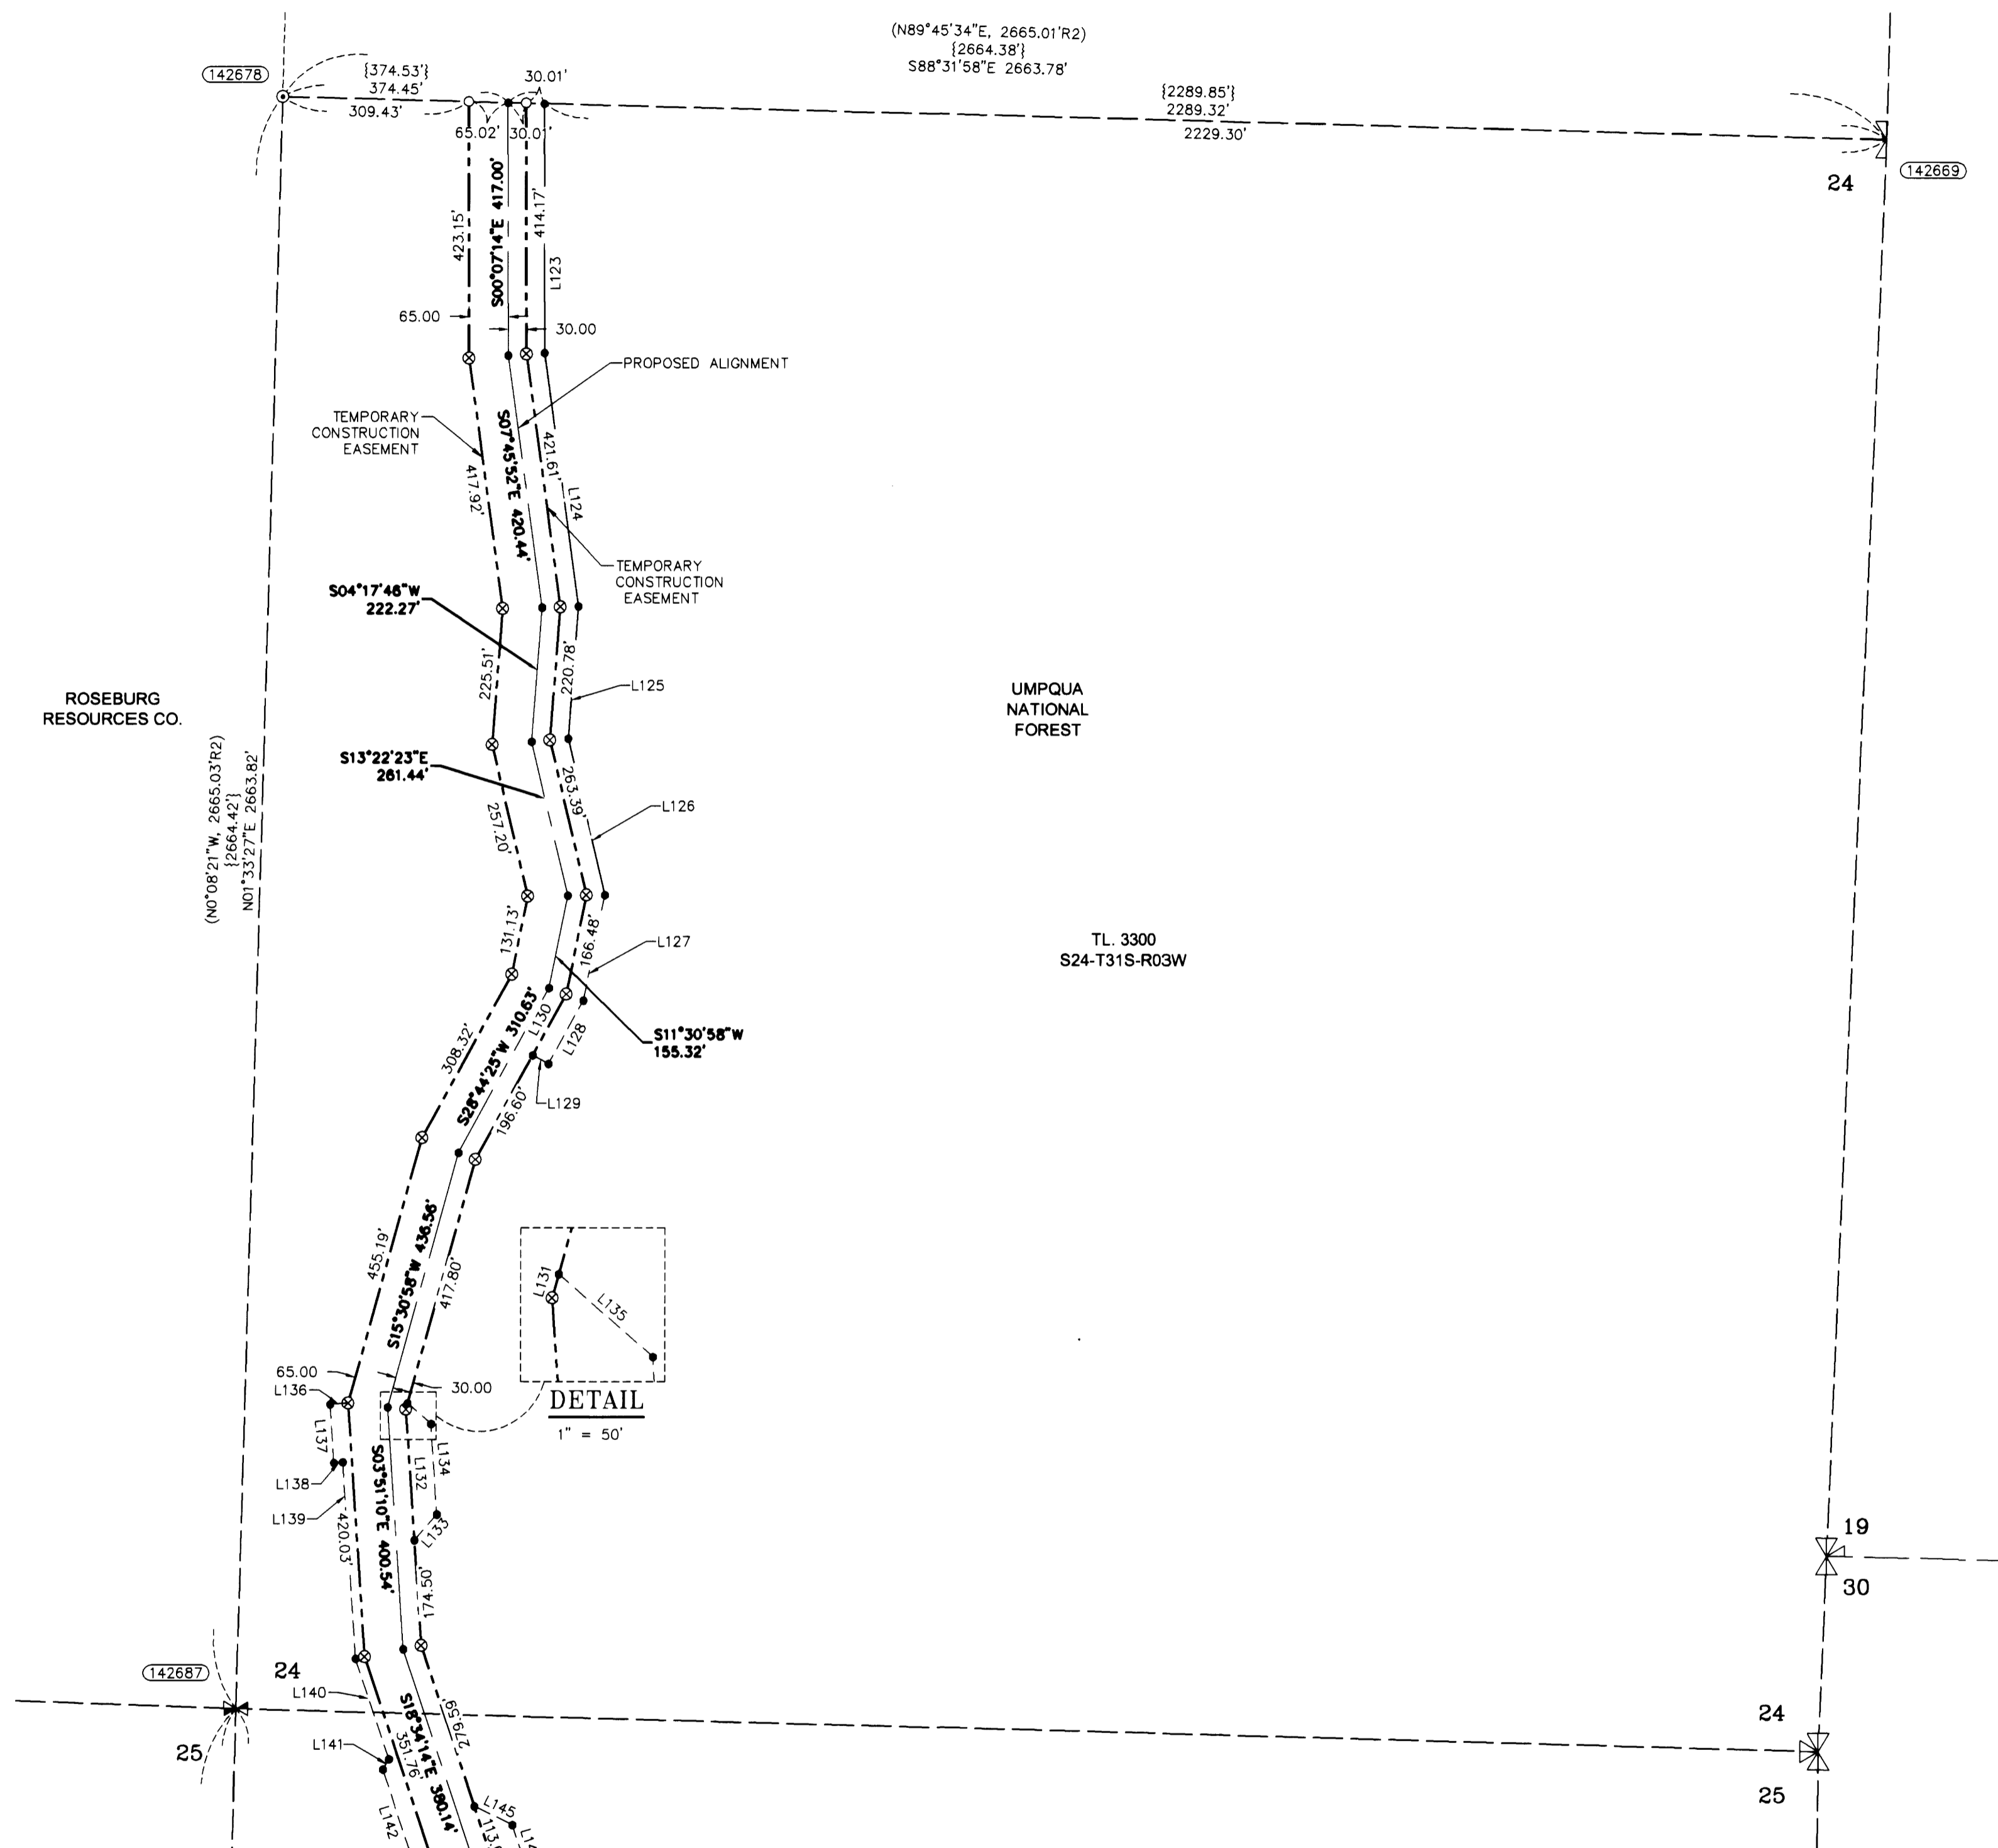 (N89°45'34"E, 2665.01'R2)
{2664.38'}
S88°31'58"E 2663.78'
142678
{374.53'}
374.45'
309.43'
30.01'
65.02'
30.01'
{2289.85'}
2289.32'
2229.30'
142669
24
423.15'
S00°07'14"E 417.00'
414.17'
L123
65.00
30.00
PROPOSED ALIGNMENT
TEMPORARY
CONSTRUCTION
EASEMENT
417.92'
S07°45'52"E 420.44'
421.61'
L124
TEMPORARY
CONSTRUCTION
EASEMENT
S04°17'46"W
222.27'
225.51'
220.78'
L125
ROSEBURG
RESOURCES CO.
UMPQUA
NATIONAL
FOREST
(N0°08'21"W, 2665.03'R2)
{2664.42'}
N01°33'27"E 2663.82'
S13°22'23"E
261.44'
257.20'
263.39'
L126
131.13'
166.48'
L127
TL. 3300
S24-T31S-R03W
308.32'
S28°44'25"W 310.63'
L130
L128
S11°30'58"W
155.32'
196.60'
L129
455.19'
S15°30'58"W 436.56'
417.80'
L131
L135
DETAIL
1" = 50'
65.00
L136
30.00
L137
L138
L139
420.03'
S03°51'10"E 400.54'
L132
L134
L133
174.50'
19
30
142687
24
25
L140
L141
L142
S18°34'14"E 380.14'
351.76'
279.59'
L145
113.
L14
24
25